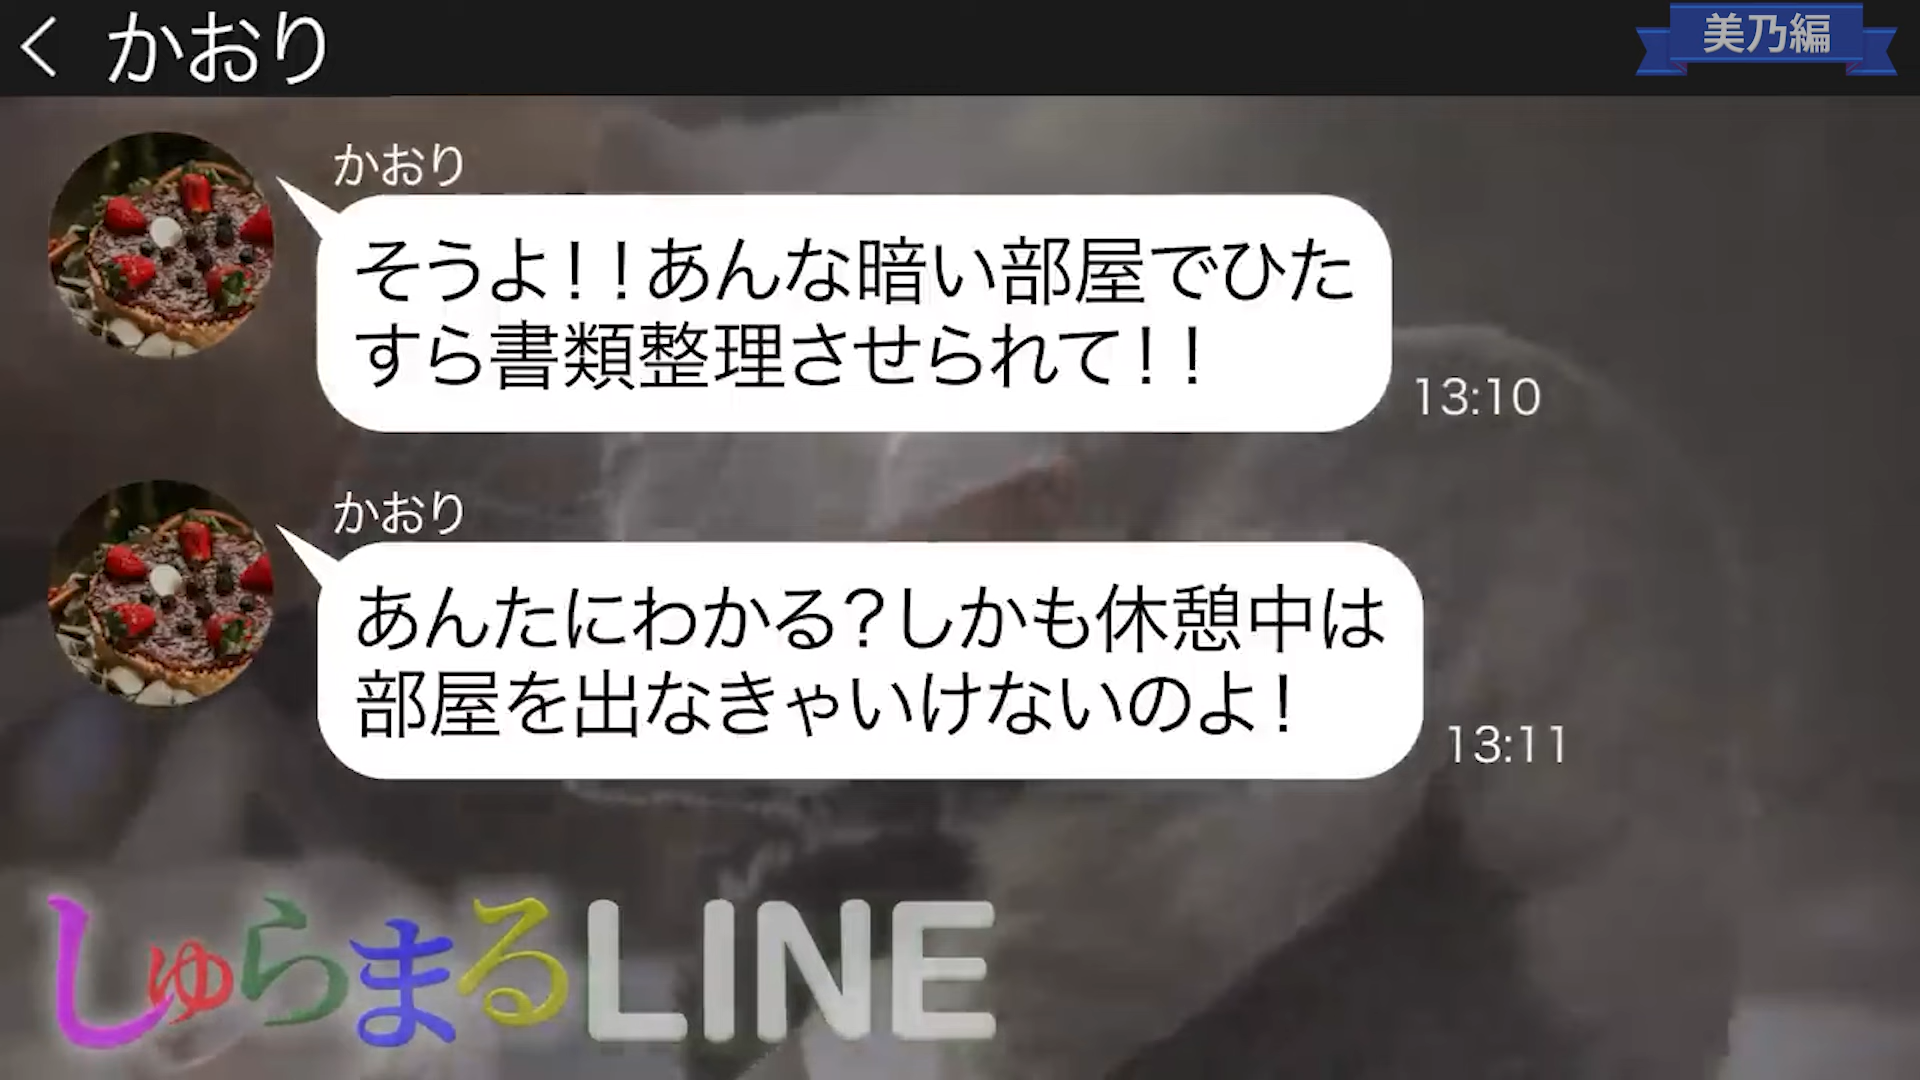 かおり
美乃編
かおり
そうよ！！あんな暗い部屋でひた
すら書類整理させられて！！
13:10
かおり
あんたにわかる？しかも休憩中は
部屋を出なきゃいけないのよ！
13:11
しゅらまるLINE